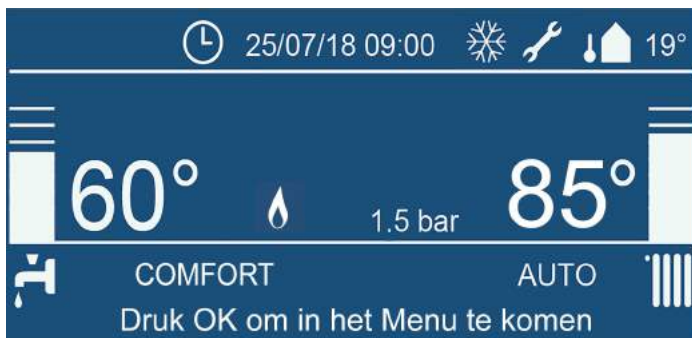 25/07/18 09:00 19°
60° 1.5 bar 85°
COMFORT AUTO
Druk OK om in het Menu te komen